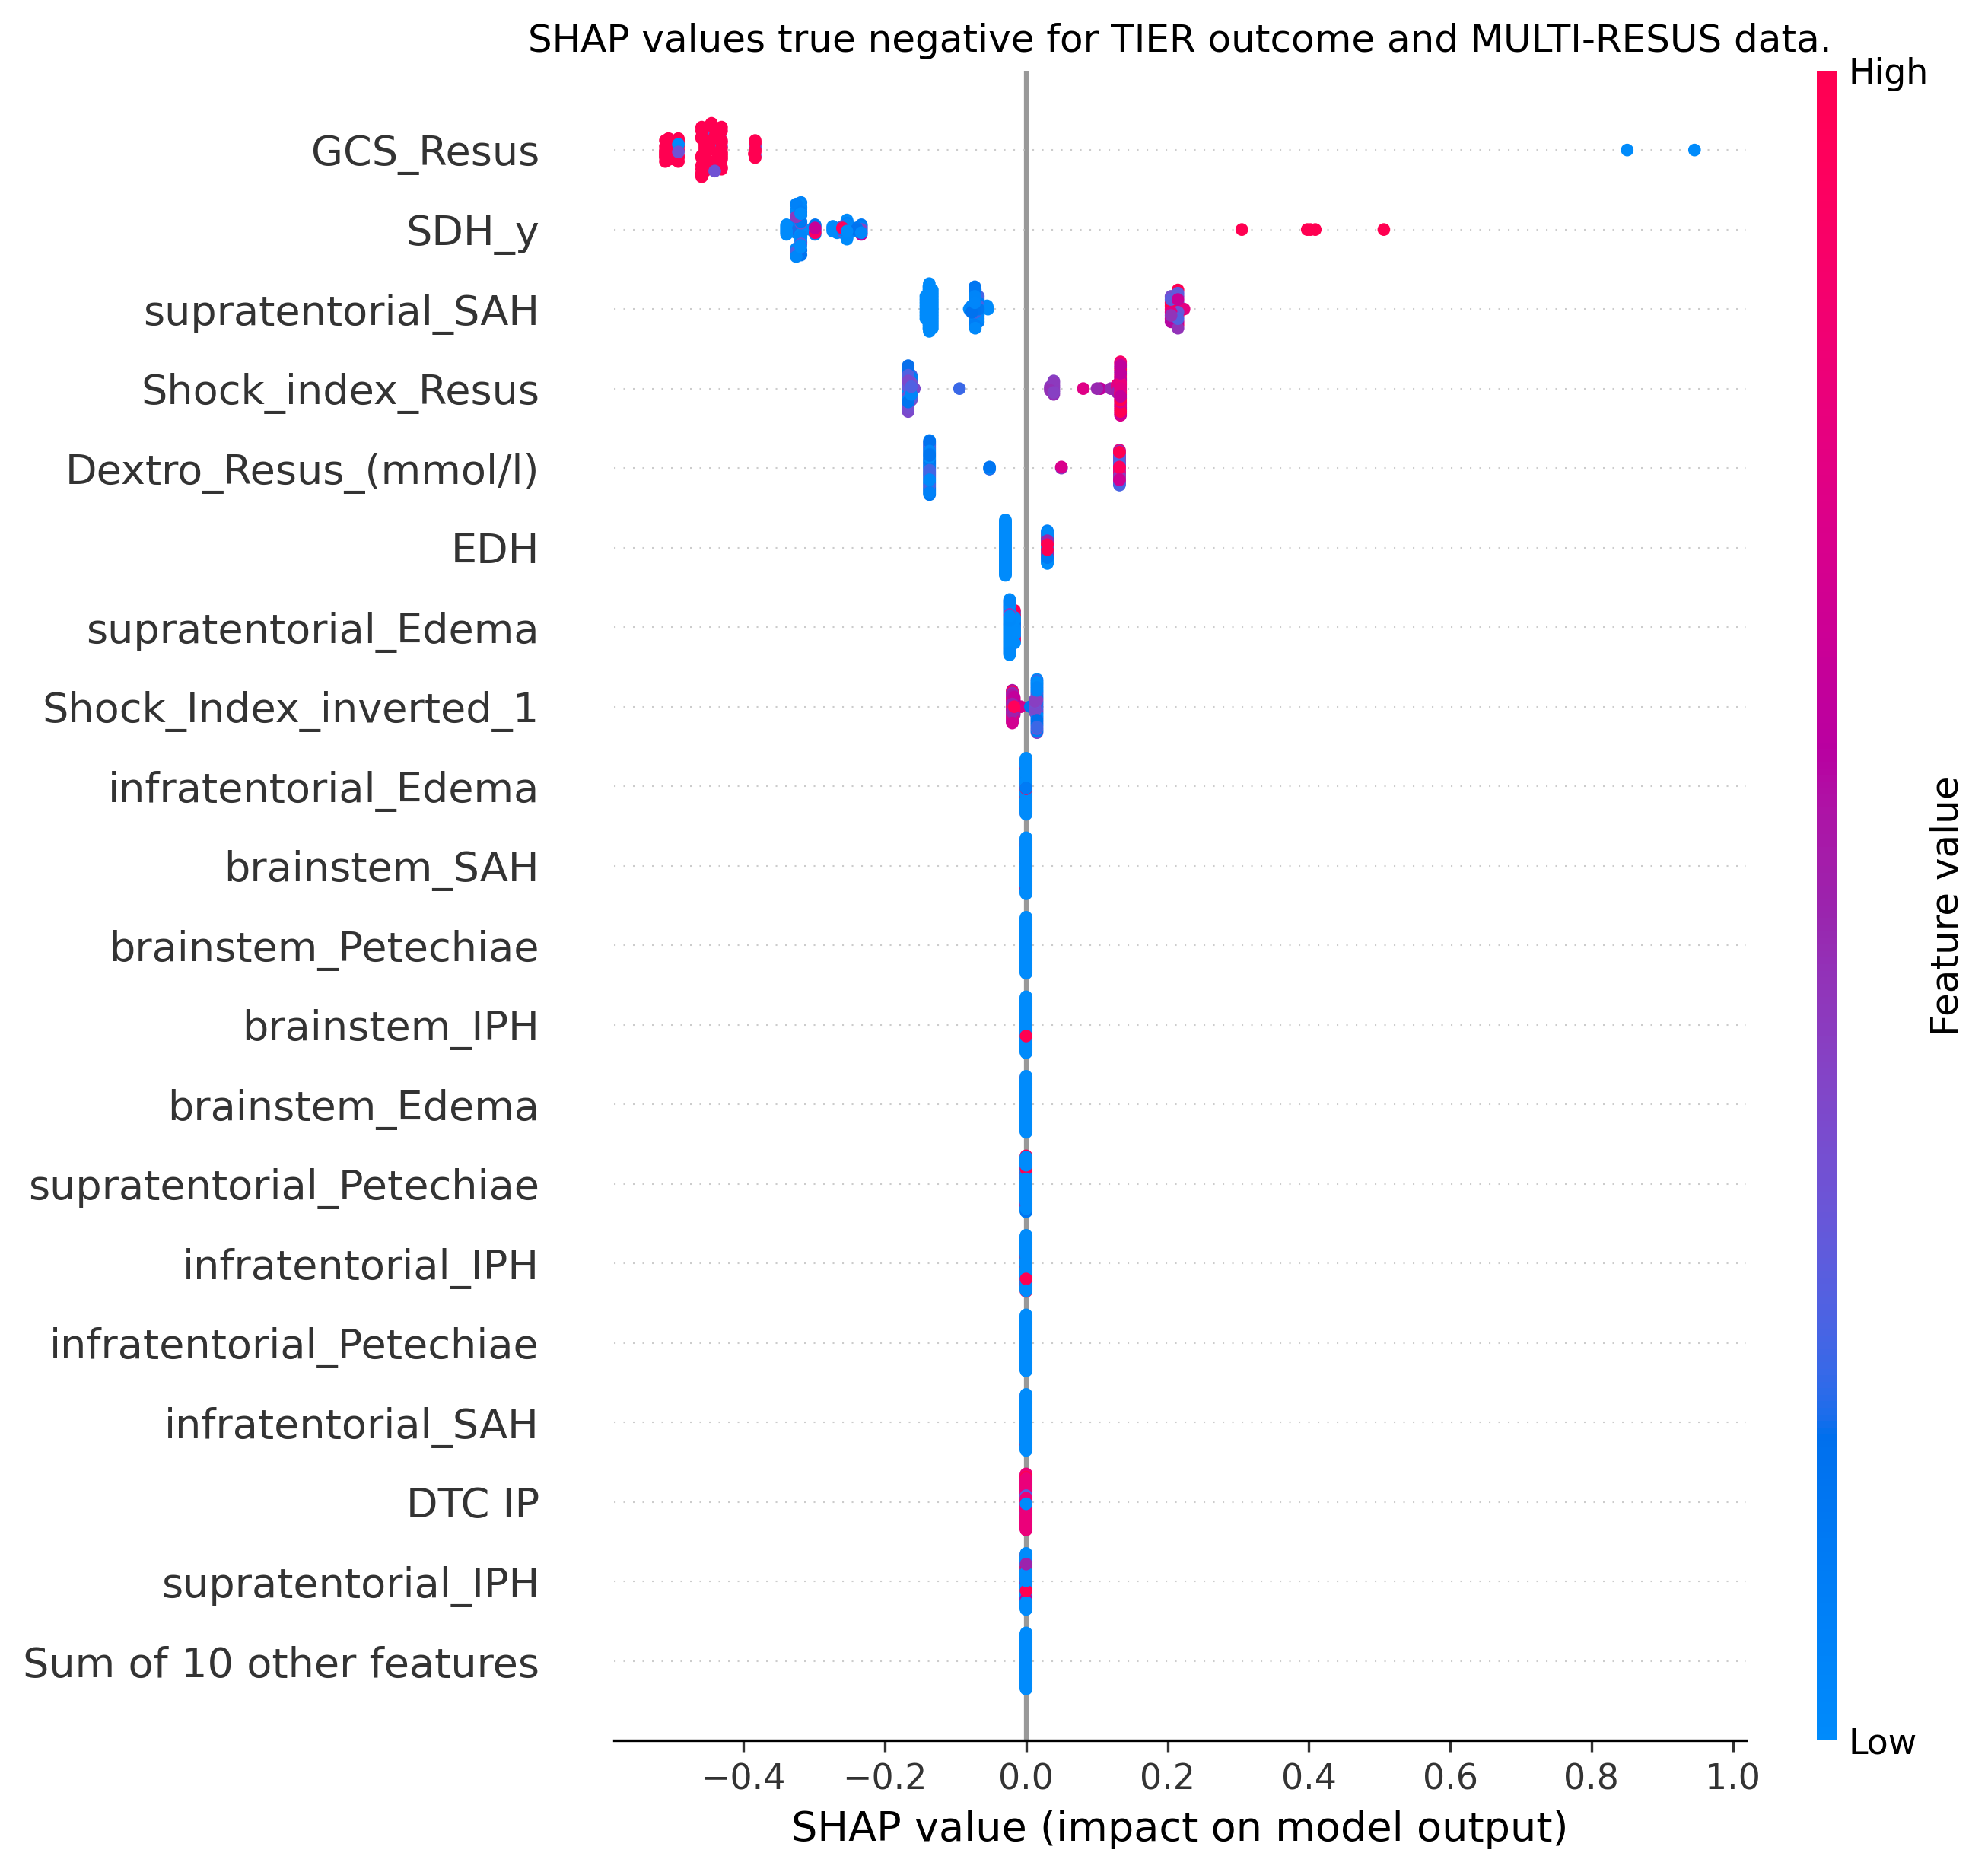 SHAP values true negative for TIER outcome and MULTI-RESUS data.
High
GCS_Resus
SDH_y
supratentorial_SAH
Shock_index_Resus
Dextro_Resus_(mmol/l)
EDH
supratentorial_Edema
Shock_Index_inverted_1
infratentorial_Edema
brainstem_SAH
brainstem_Petechiae
brainstem_IPH
brainstem_Edema
supratentorial_Petechiae
infratentorial_IPH
infratentorial_Petechiae
infratentorial_SAH
DTC IP
supratentorial_IPH
Sum of 10 other features
Feature value
Low
−0.4 −0.2 0.0 0.2 0.4 0.6 0.8 1.0
SHAP value (impact on model output)